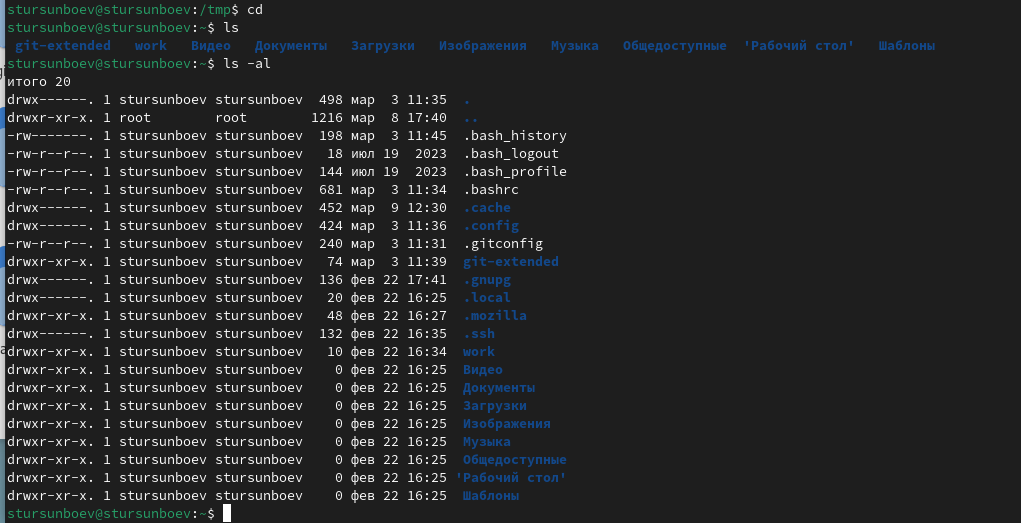 stursunboev@stursunboev:/tmp$ cd
stursunboev@stursunboev:~$ ls
git-extended   work   Видео   Документы   Загрузки   Изображения   Музыка   Общедоступные  'Рабочий стол'   Шаблоны
stursunboev@stursunboev:~$ ls -al
итого 20
drwx------. 1 stursunboev stursunboev  498 мар  3 11:35  .
drwxr-xr-x. 1 root        root        1216 мар  8 17:40  ..
-rw-------. 1 stursunboev stursunboev  198 мар  3 11:45  .bash_history
-rw-r--r--. 1 stursunboev stursunboev   18 июл 19  2023  .bash_logout
-rw-r--r--. 1 stursunboev stursunboev  144 июл 19  2023  .bash_profile
-rw-r--r--. 1 stursunboev stursunboev  681 мар  3 11:34  .bashrc
drwx------. 1 stursunboev stursunboev  452 мар  9 12:30  .cache
drwx------. 1 stursunboev stursunboev  424 мар  3 11:36  .config
-rw-r--r--. 1 stursunboev stursunboev  240 мар  3 11:31  .gitconfig
drwxr-xr-x. 1 stursunboev stursunboev   74 мар  3 11:39  git-extended
drwx------. 1 stursunboev stursunboev  136 фев 22 17:41  .gnupg
drwx------. 1 stursunboev stursunboev   20 фев 22 16:25  .local
drwxr-xr-x. 1 stursunboev stursunboev   48 фев 22 16:27  .mozilla
drwx------. 1 stursunboev stursunboev  132 фев 22 16:33  .ssh
drwxr-xr-x. 1 stursunboev stursunboev   10 фев 22 16:34  work
drwxr-xr-x. 1 stursunboev stursunboev    0 фев 22 16:25  Видео
drwxr-xr-x. 1 stursunboev stursunboev    0 фев 22 16:25  Документы
drwxr-xr-x. 1 stursunboev stursunboev    0 фев 22 16:25  Загрузки
drwxr-xr-x. 1 stursunboev stursunboev    0 фев 22 16:25  Изображения
drwxr-xr-x. 1 stursunboev stursunboev    0 фев 22 16:25  Музыка
drwxr-xr-x. 1 stursunboev stursunboev    0 фев 22 16:25  Общедоступные
drwxr-xr-x. 1 stursunboev stursunboev    0 фев 22 16:25 'Рабочий стол'
drwxr-xr-x. 1 stursunboev stursunboev    0 фев 22 16:25  Шаблоны
stursunboev@stursunboev:~$